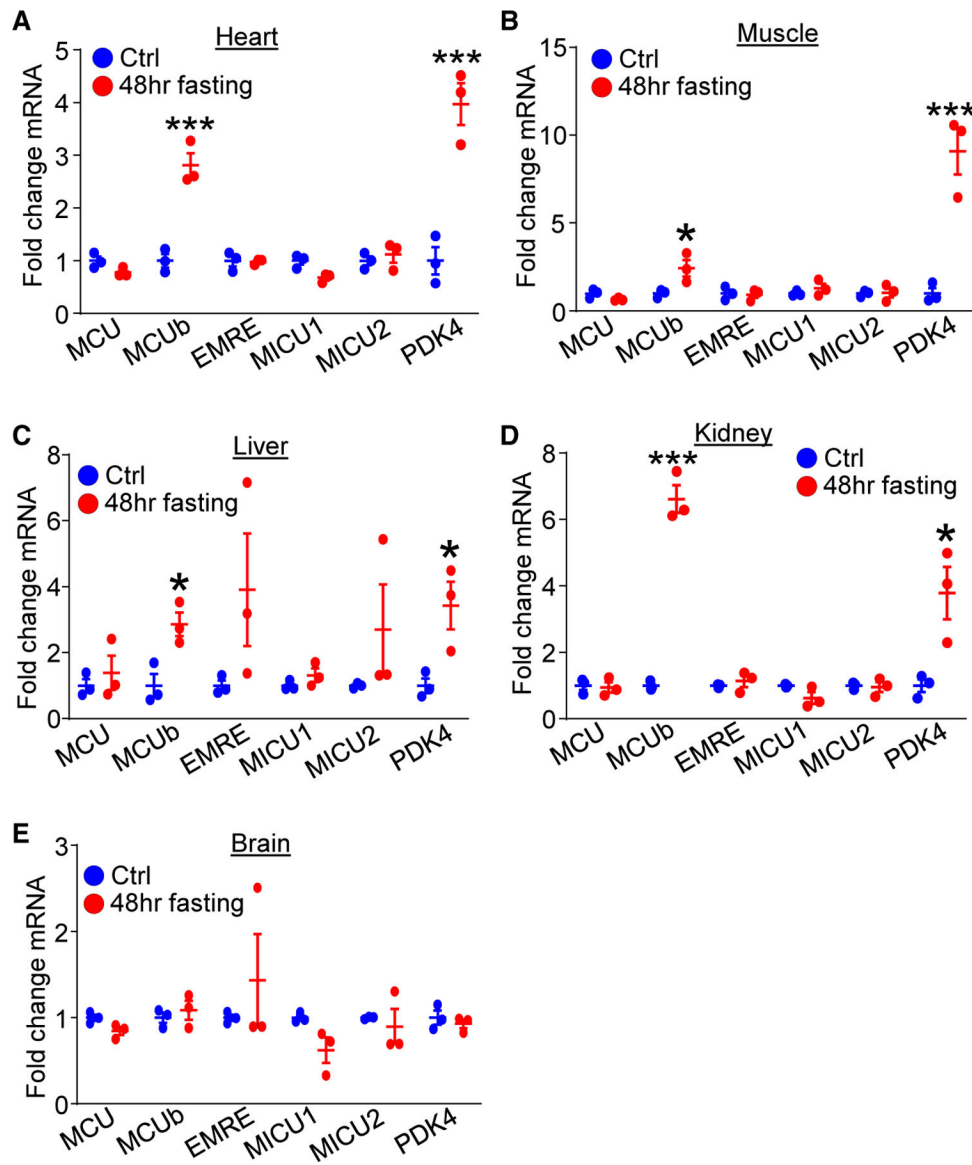 A
Heart
Ctrl
48hr fasting
***
***
Fold change mRNA
5
4
3
2
1
0
MCU
MCUb
EMRE
MICU1
MICU2
PDK4
B
Muscle
Ctrl
48hr fasting
*
***
Fold change mRNA
15
10
5
0
MCU
MCUb
EMRE
MICU1
MICU2
PDK4
C
Liver
Ctrl
48hr fasting
*
*
Fold change mRNA
8
6
4
2
0
MCU
MCUb
EMRE
MICU1
MICU2
PDK4
D
Kidney
***
Ctrl
48hr fasting
*
Fold change mRNA
8
6
4
2
0
MCU
MCUb
EMRE
MICU1
MICU2
PDK4
E
Brain
Ctrl
48hr fasting
Fold change mRNA
3
2
1
0
MCU
MCUb
EMRE
MICU1
MICU2
PDK4